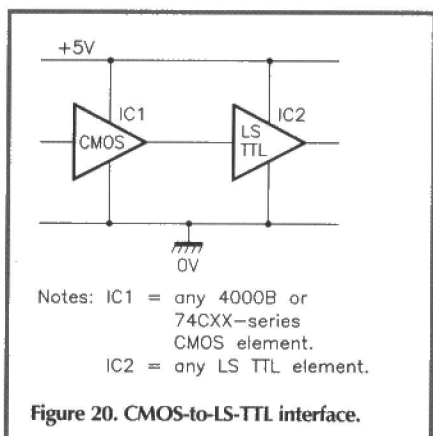 +5V
IC1
IC2
CMOS
LS
TTL
0V
Notes: IC1 = any 4000B or
74CXX-series
CMOS element.
IC2 = any LS TTL element.
Figure 20. CMOS-to-LS-TTL interface.